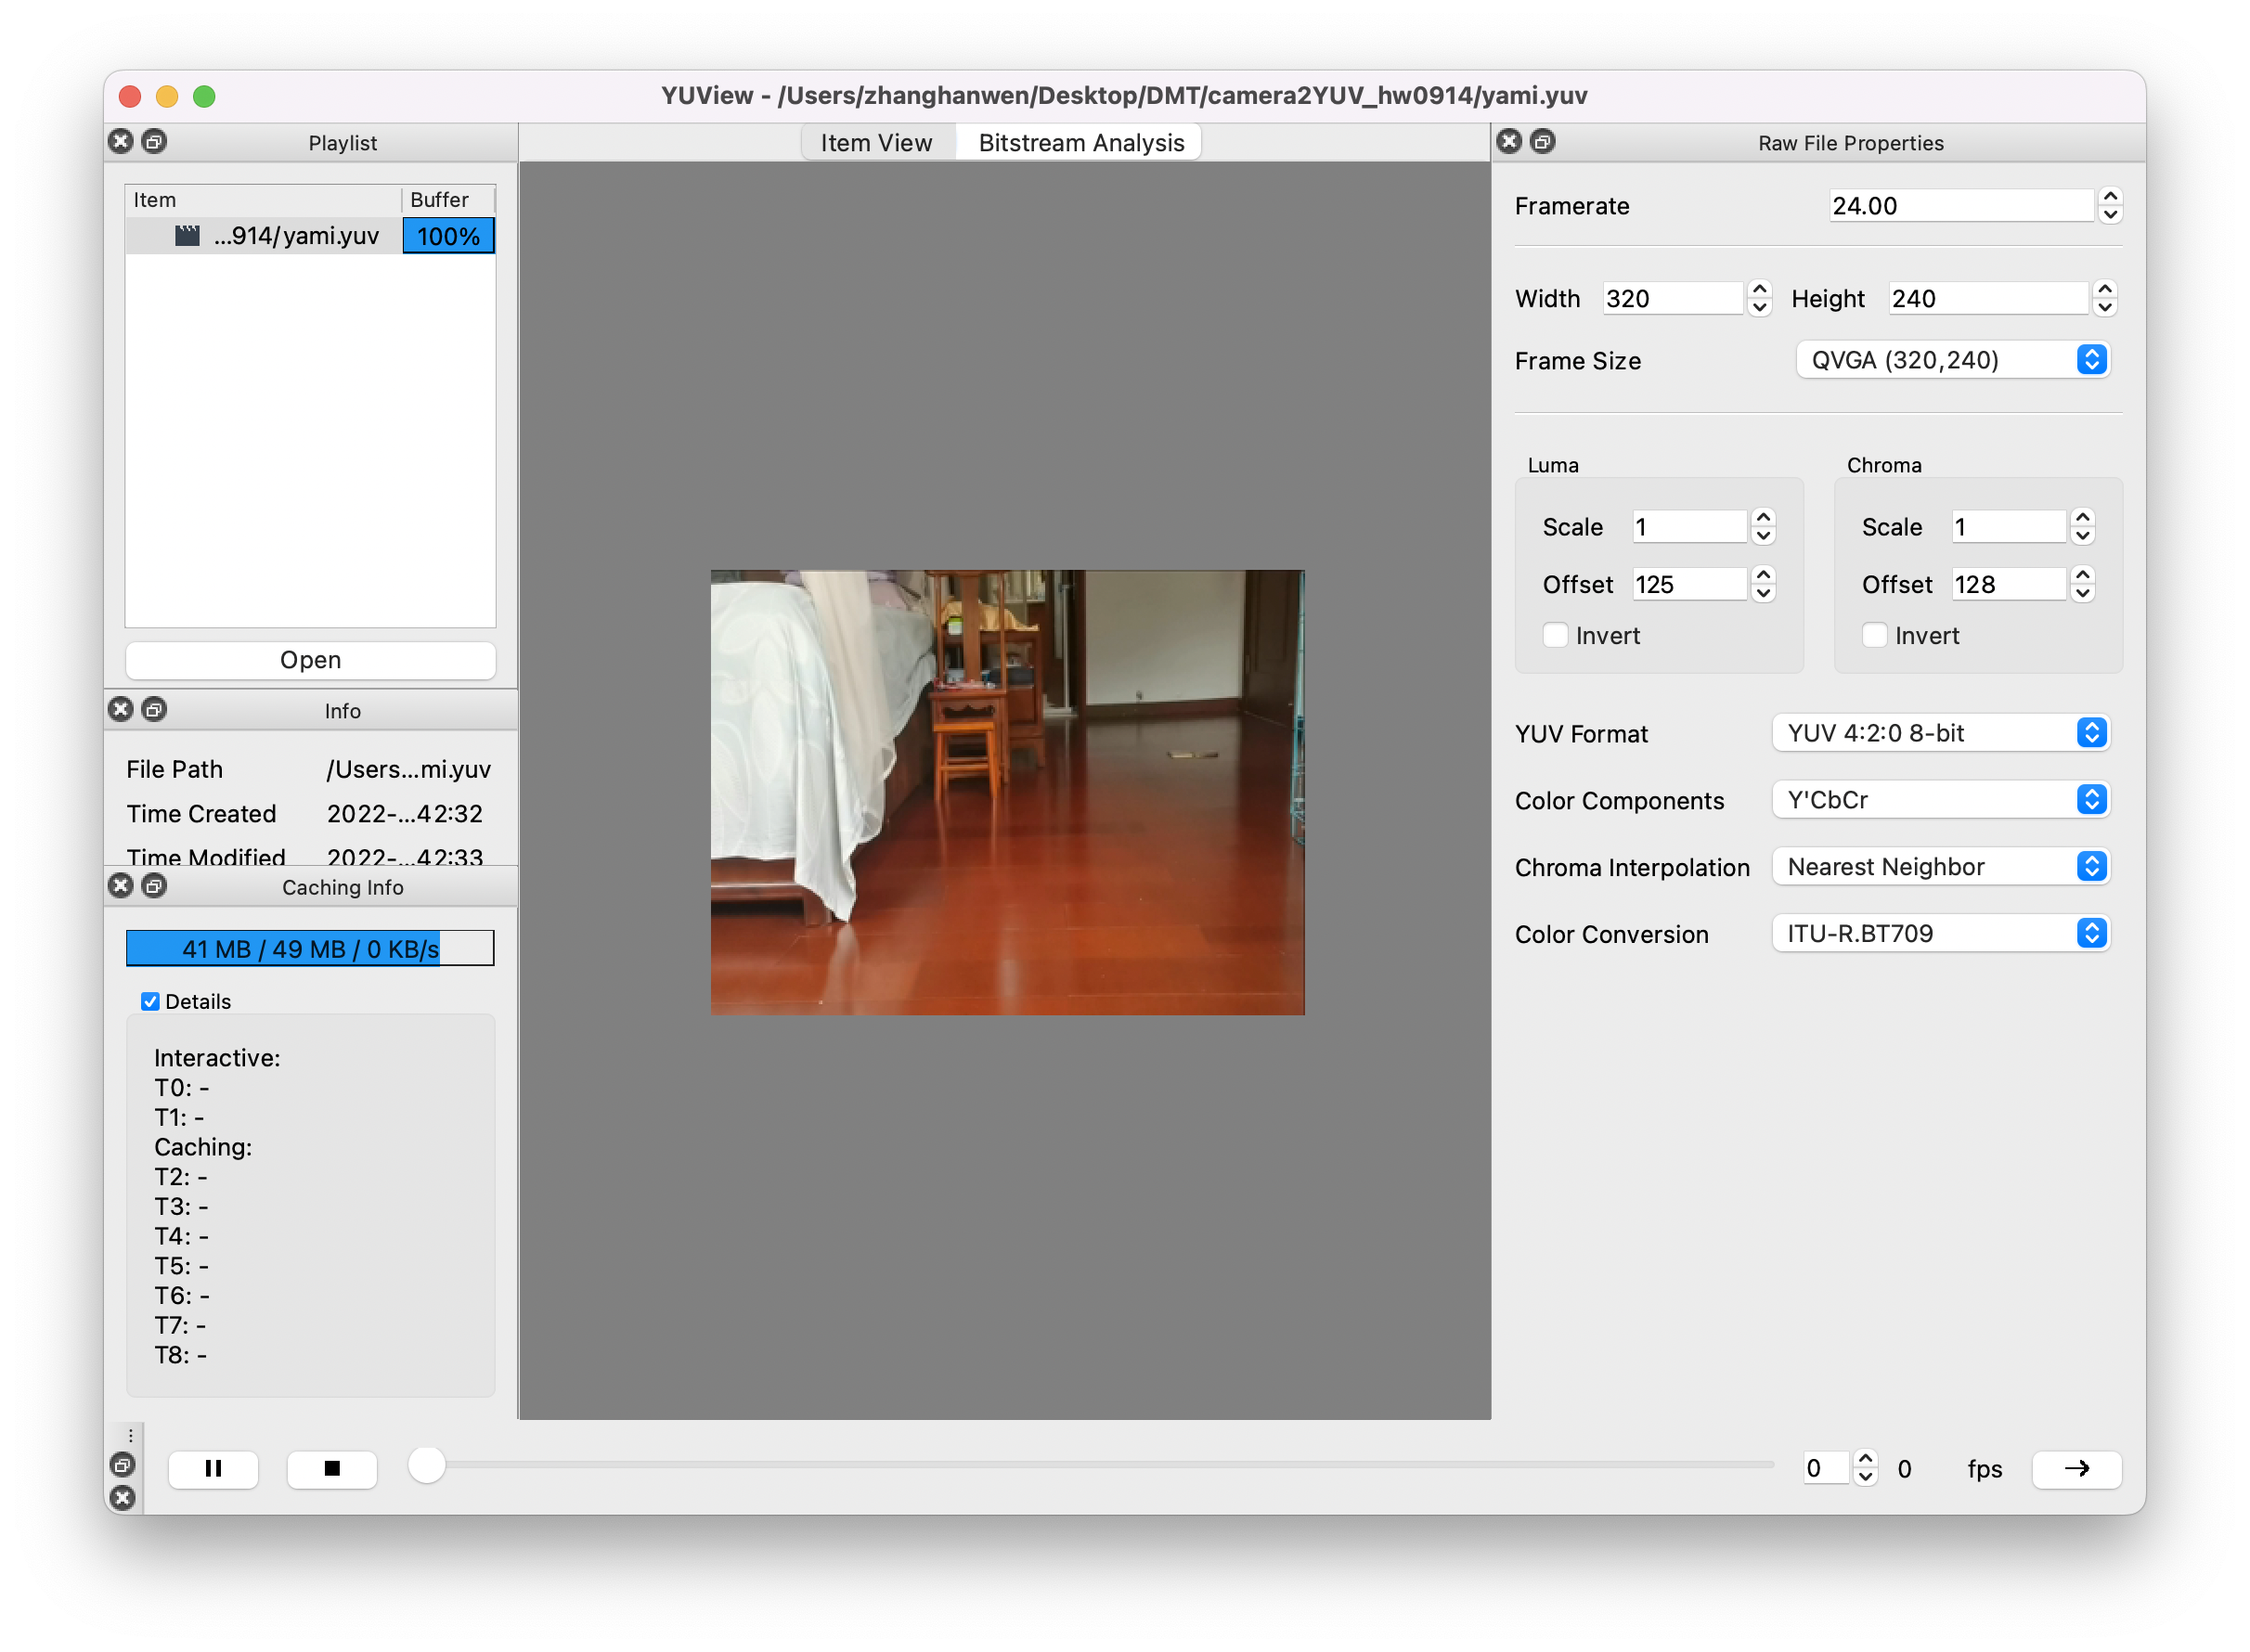 YUView - /Users/zhanghanwen/Desktop/DMT/camera2YUV_hw0914/yami.yuv
Playlist
Item Buffer
...914/yami.yuv 100%
Open
Info
File Path /Users...mi.yuv
Time Created 2022-...42:32
Time Modified 2022-...42:33
Caching Info
41 MB / 49 MB / 0 KB/s
Details
Interactive:
T0: -
T1: -
Caching:
T2: -
T3: -
T4: -
T5: -
T6: -
T7: -
T8: -
Item View Bitstream Analysis
Raw File Properties
Framerate 24.00
Width 320 Height 240
Frame Size QVGA (320,240)
Luma
Scale 1
Offset 125
Invert
Chroma
Scale 1
Offset 128
Invert
YUV Format YUV 4:2:0 8-bit
Color Components Y'CbCr
Chroma Interpolation Nearest Neighbor
Color Conversion ITU-R.BT709
0 0 fps